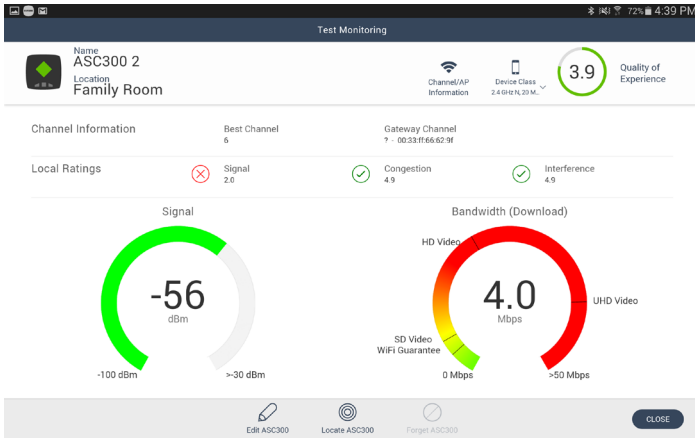 72% 4:39 PM
Test Monitoring
Name
ASC300 2
Location
Family Room
Channel/AP
Information
Device Class
2.4 GHz N, 20 M..
3.9
Quality of
Experience
Channel Information
Best Channel
6
Gateway Channel
? - 00:33:ff:66:62:9f
Local Ratings
Signal
2.0
Congestion
4.9
Interference
4.9
Signal
-56
dBm
-100 dBm
>-30 dBm
Bandwidth (Download)
HD Video
4.0
Mbps
UHD Video
SD Video
WiFi Guarantee
0 Mbps
>50 Mbps
Edit ASC300
Locate ASC300
Forget ASC300
CLOSE